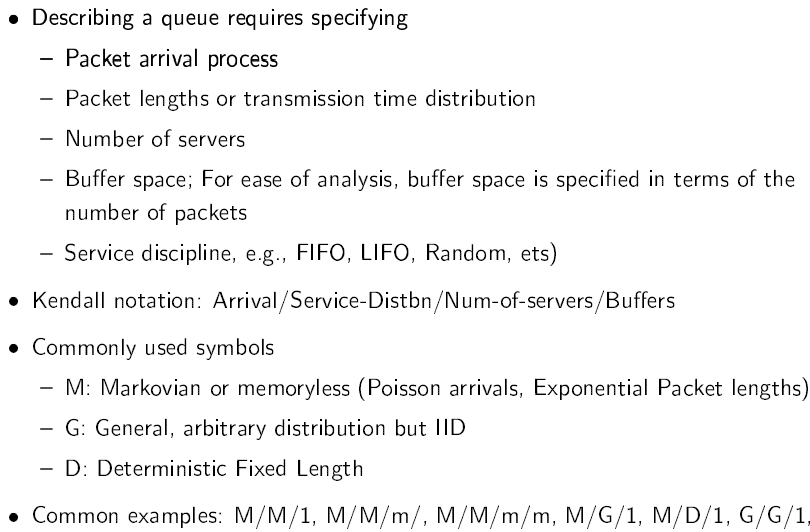 • Describing a queue requires specifying
– Packet arrival process
– Packet lengths or transmission time distribution
– Number of servers
– Buffer space; For ease of analysis, buffer space is specified in terms of the
number of packets
– Service discipline, e.g., FIFO, LIFO, Random, ets)
• Kendall notation: Arrival/Service-Distbn/Num-of-servers/Buffers
• Commonly used symbols
– M: Markovian or memoryless (Poisson arrivals, Exponential Packet lengths)
– G: General, arbitrary distribution but IID
– D: Deterministic Fixed Length
• Common examples: M/M/1, M/M/m/, M/M/m/m, M/G/1, M/D/1, G/G/1,